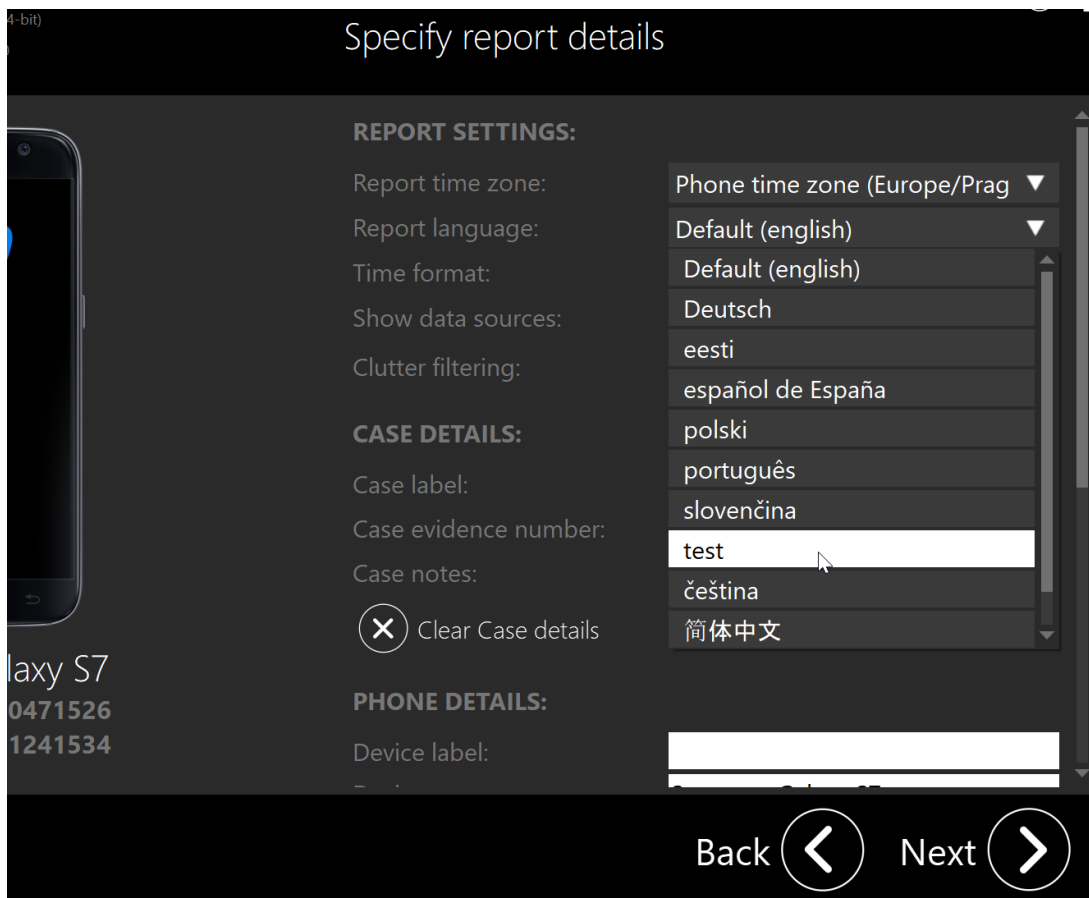 4-bit)
Specify report details
REPORT SETTINGS:
Report time zone: Phone time zone (Europe/Prag
Report language: Default (english)
Time format:
Show data sources:
Clutter filtering:
Default (english)
Deutsch
eesti
español de España
polski
português
slovenčina
test
čeština
简体中文
CASE DETAILS:
Case label:
Case evidence number:
Case notes:
Clear Case details
laxy S7
0471526
1241534
PHONE DETAILS:
Device label:
Back Next